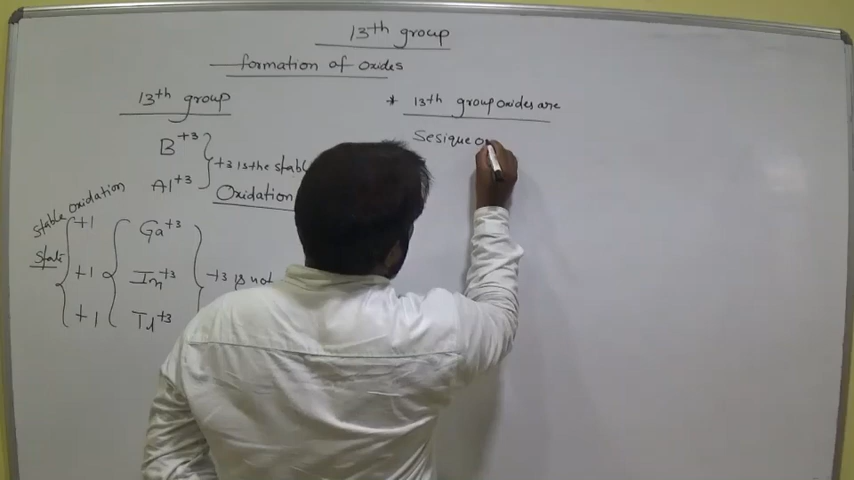 13th group
formation of oxides
13th group
B+3
+3 is the stable
Al+3
Oxidation
stable oxidation
state
+1
Ga+3
+1
In+3
+3 is not
+1
Tl+3
* 13th group oxides are
Sesique o